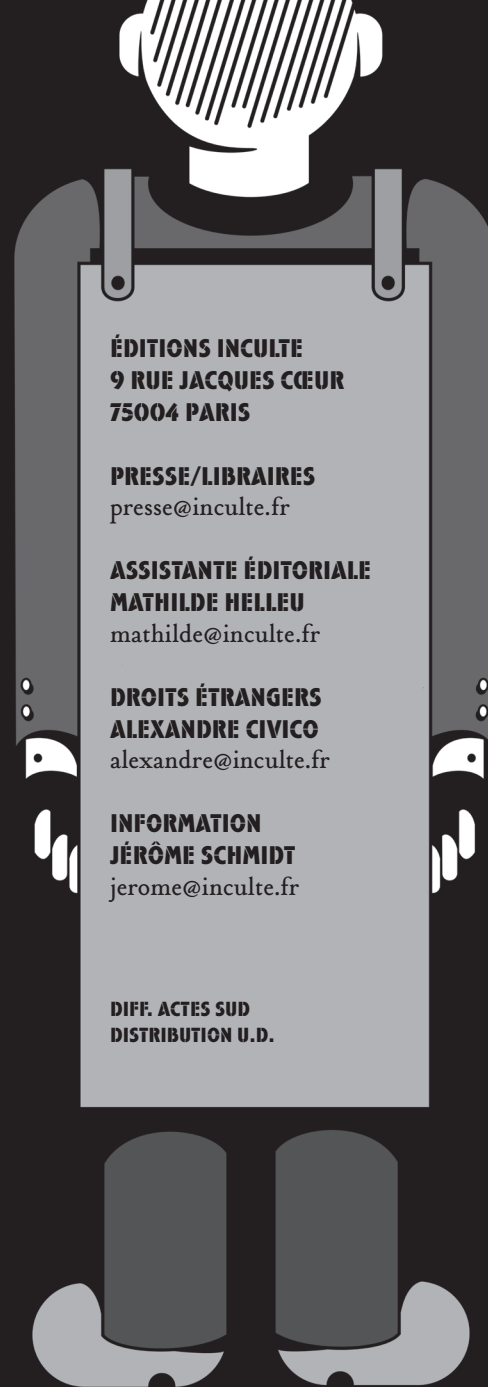 ÉDITIONS INCULTE
9 RUE JACQUES CŒUR
75004 PARIS
PRESSE/LIBRAIRES
presse@inculte.fr
ASSISTANTE ÉDITORIALE
MATHILDE HELLEU
mathilde@inculte.fr
DROITS ÉTRANGERS
ALEXANDRE CIVICO
alexandre@inculte.fr
INFORMATION
JÉRÔME SCHMIDT
jerome@inculte.fr
DIFF. ACTES SUD
DISTRIBUTION U.D.